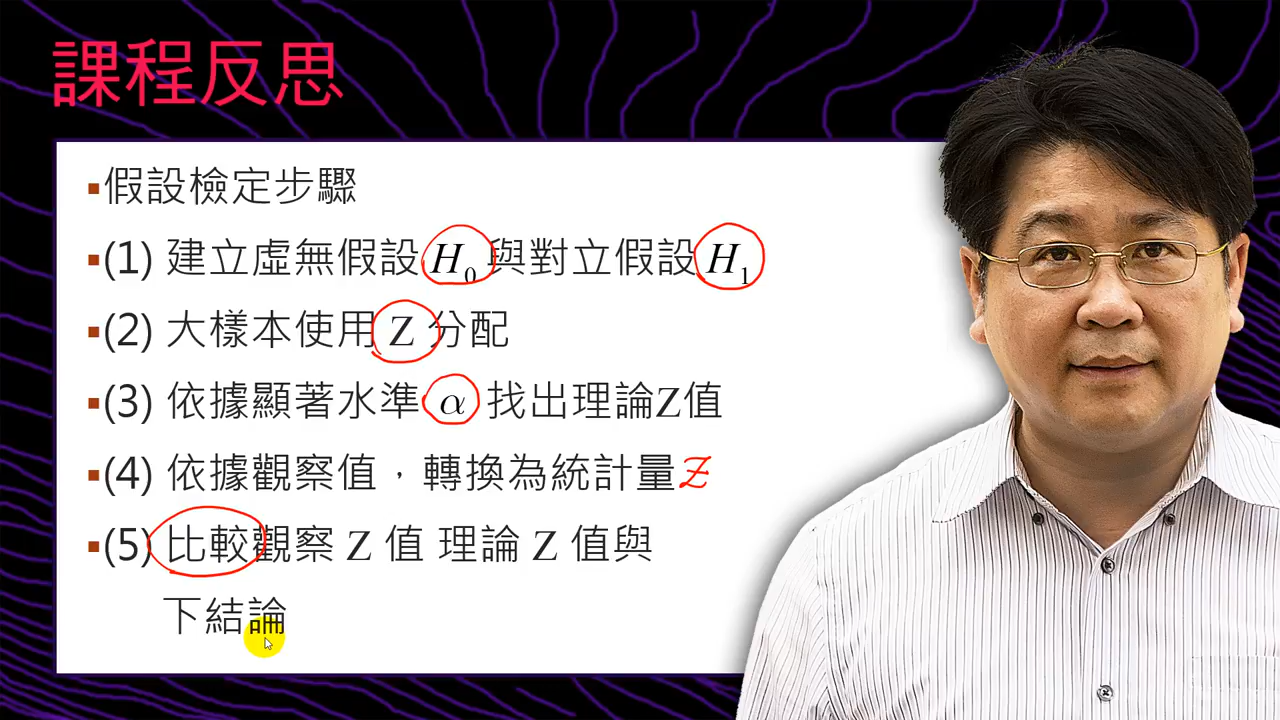 課程反思
▪假設檢定步驟
▪(1) 建立虛無假設 H₀ 與對立假設 H₁
▪(2) 大樣本使用 Z 分配
▪(3) 依據顯著水準 α 找出理論Z值
▪(4) 依據觀察值，轉換為統計量Z
▪(5) 比較觀察 Z 值 理論 Z 值與
下結論